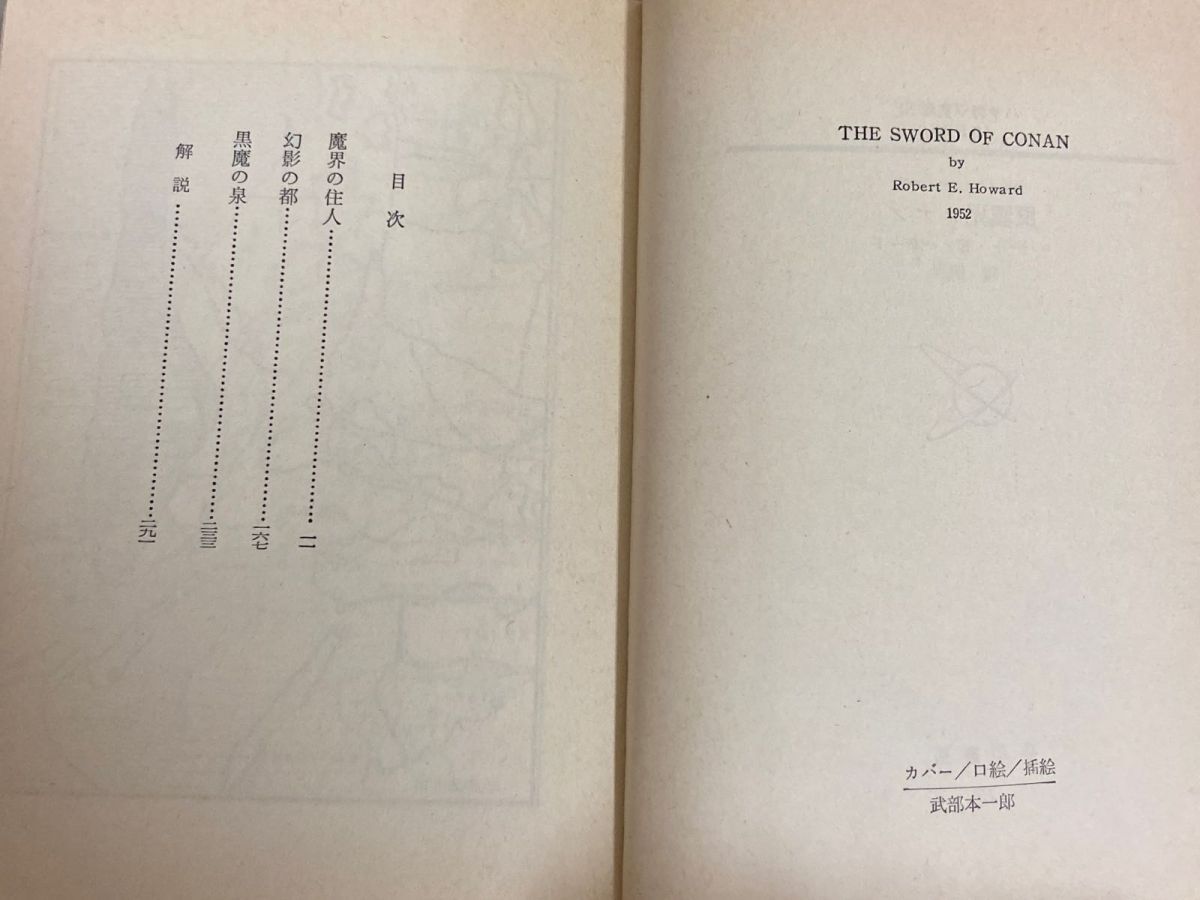 THE SWORD OF CONAN
by
Robert E. Howard
1952
カバー/口絵/插絵
武部本一郎
目次
魔界の住人…………一一
幻影の都…………一六七
黒魔の泉…………二三三
解説…………二九一